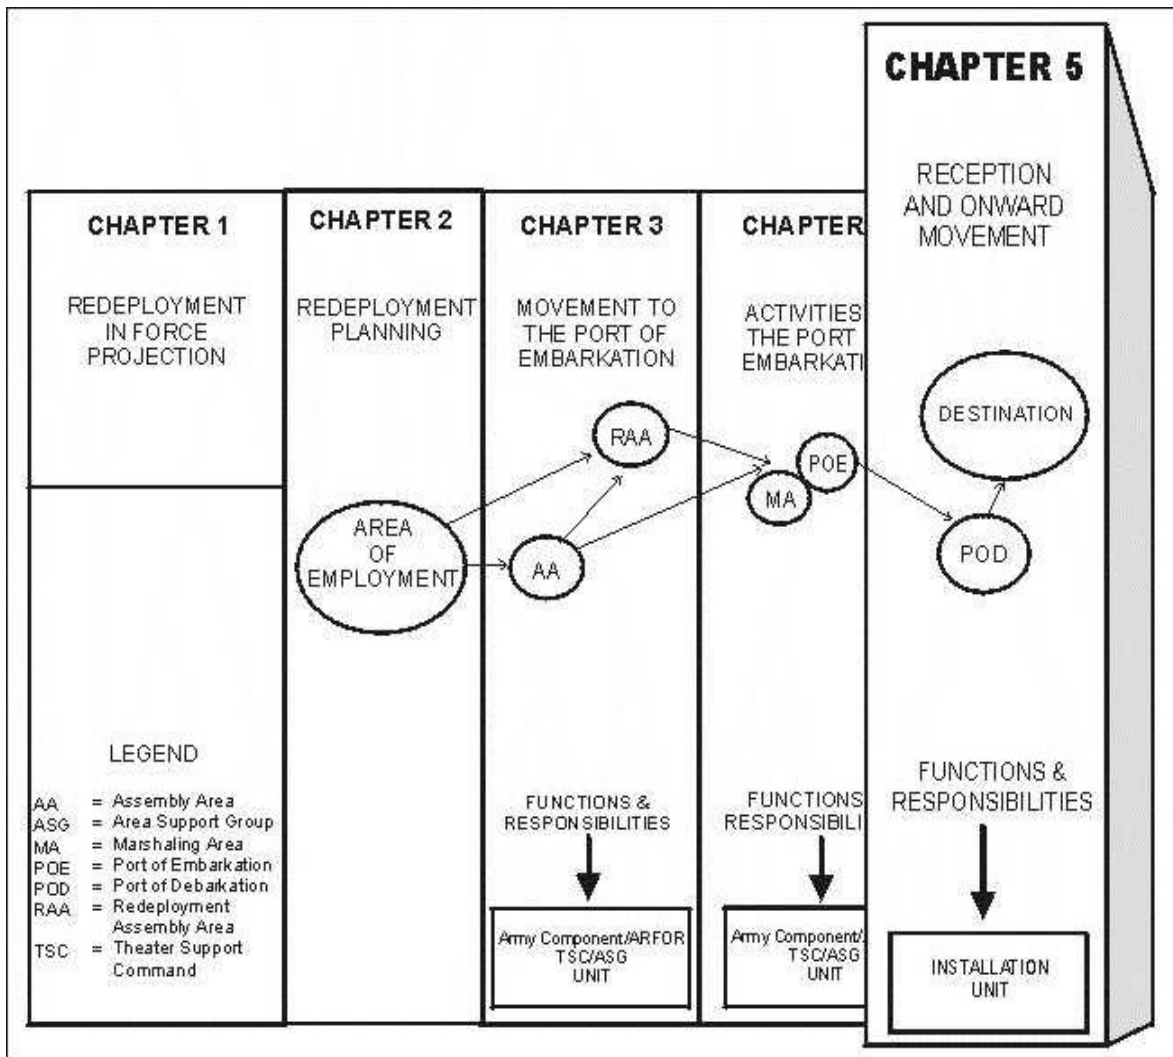 CHAPTER 1
REDEPLOYMENT
IN FORCE
PROJECTION
LEGEND
AA = Assembly Area
ASG = Area Support Group
MA = Marshaling Area
POE = Port of Embarkation
POD = Port of Debarkation
RAA = Redeployment
Assembly Area
TSC = Theater Support
Command
CHAPTER 2
REDEPLOYMENT
PLANNING
AREA
OF
EMPLOYMENT
CHAPTER 3
MOVEMENT TO
THE PORT OF
EMBARKATION
RAA
AA
FUNCTIONS &
RESPONSIBILITIES
Army Component/ARFOR
TSC/ASG
UNIT
CHAPTER
ACTIVITIES
THE PORT
EMBARKATI
POE
MA
FUNCTIONS
RESPONSIBILI
Army Component/
TSC/ASG
UNIT
CHAPTER 5
RECEPTION
AND ONWARD
MOVEMENT
DESTINATION
POD
FUNCTIONS &
RESPONSIBILITIES
INSTALLATION
UNIT